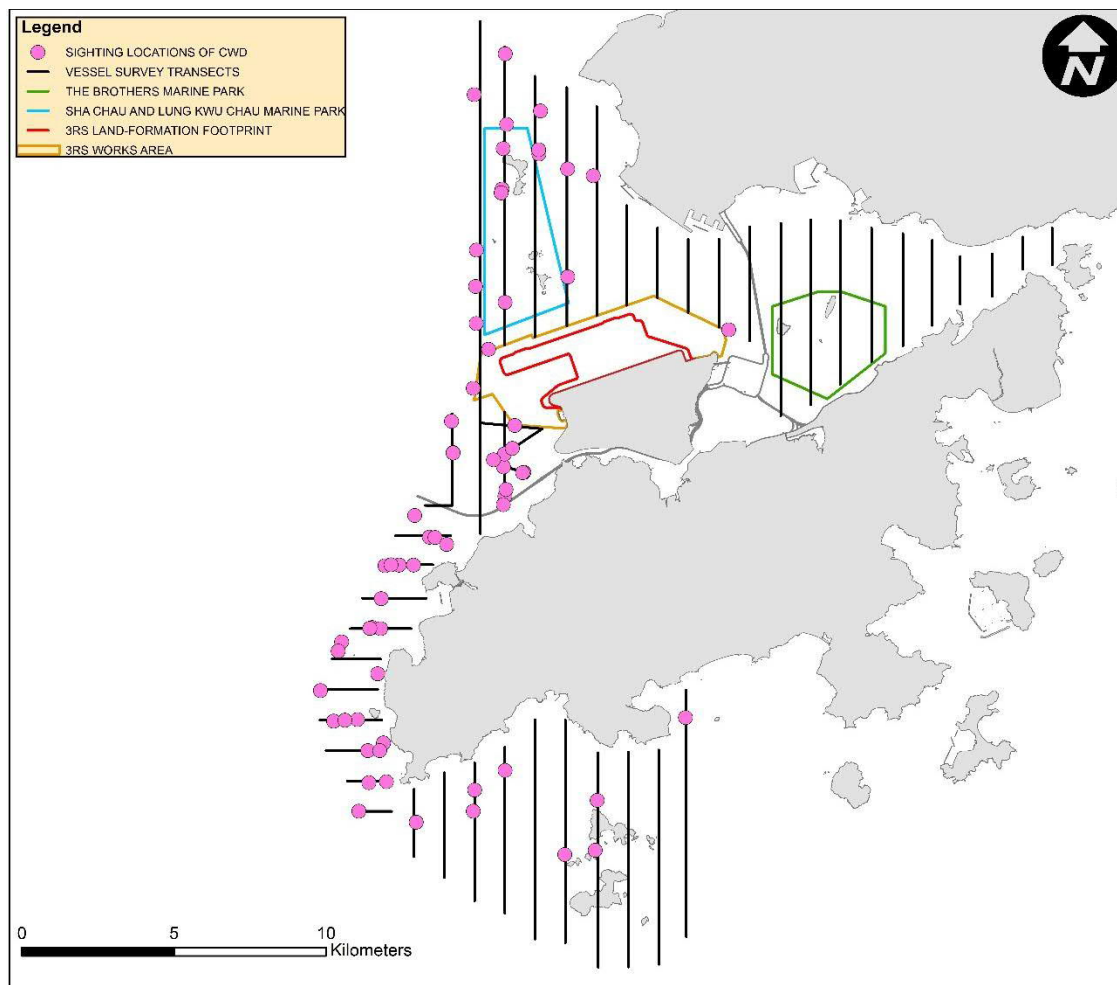 Legend
SIGHTING LOCATIONS OF CWD
VESSEL SURVEY TRANSECTS
THE BROTHERS MARINE PARK
SHA CHAU AND LUNG KWU CHAU MARINE PARK
3RS LAND-FORMATION FOOTPRINT
3RS WORKS AREA
N
0 5 10
Kilometers